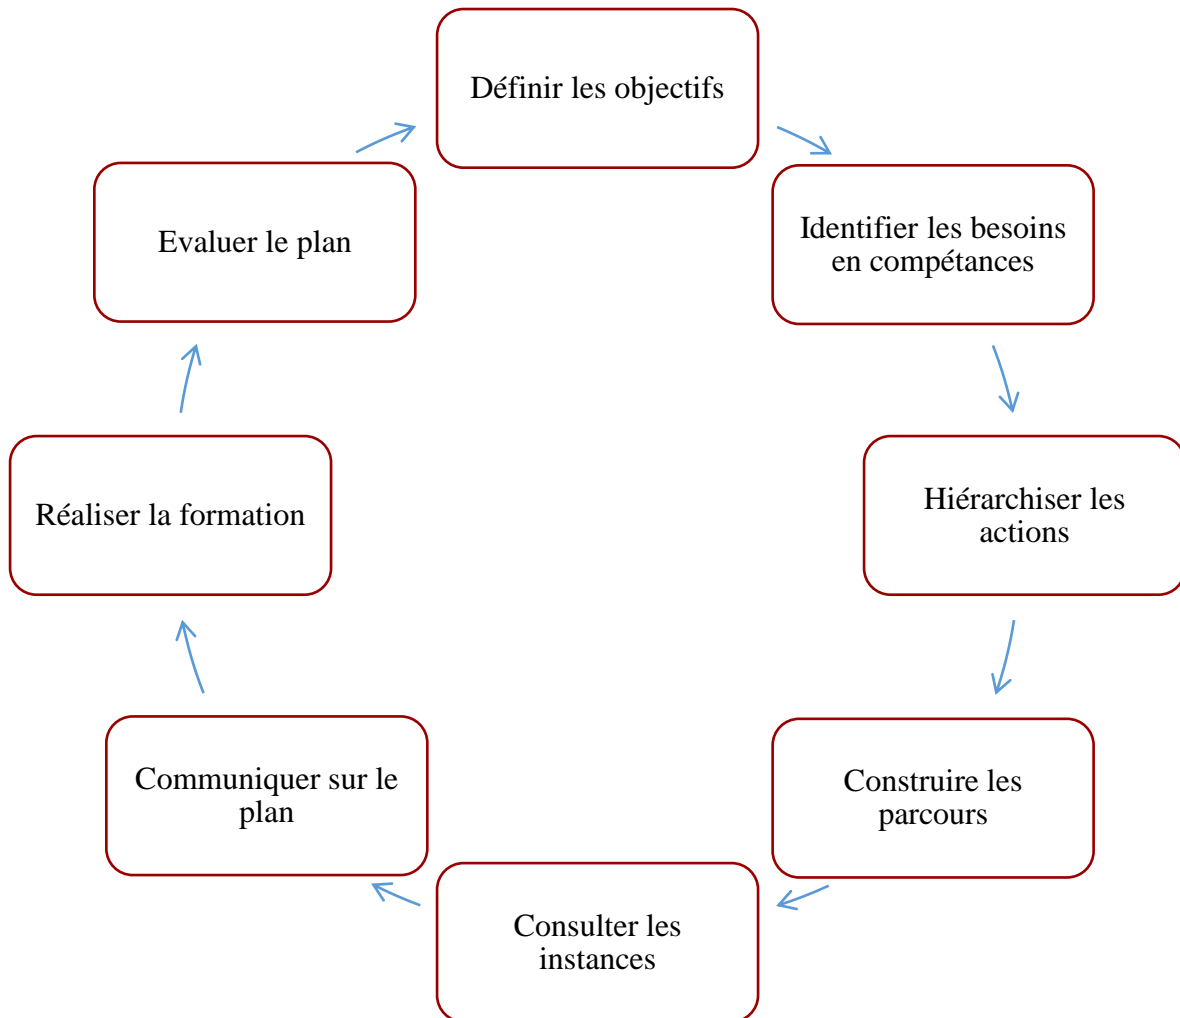 Définir les objectifs
Identifier les besoins
en compétances
Hiérarchiser les
actions
Construire les
parcours
Consulter les
instances
Communiquer sur le
plan
Réaliser la formation
Evaluer le plan